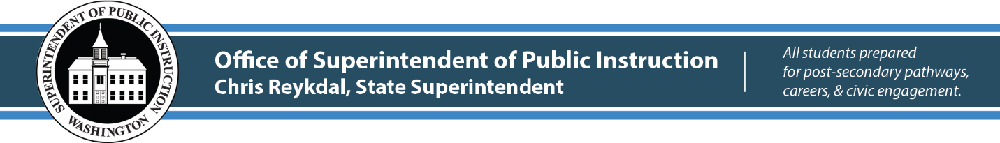 SUPERINTENDENT OF PUBLIC INSTRUCTION
WASHINGTON
Office of Superintendent of Public Instruction
Chris Reykdal, State Superintendent
All students prepared
for post-secondary pathways,
careers, & civic engagement.